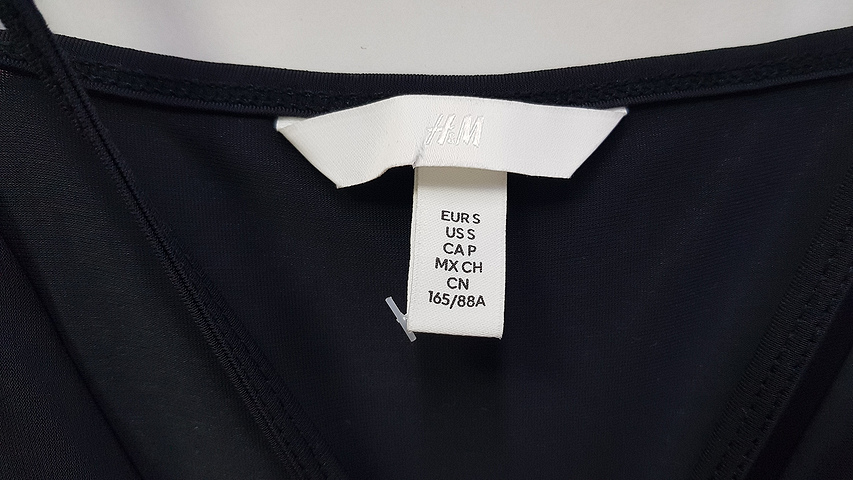 H&M
EUR S
US S
CA P
MX CH
CN
165/88A